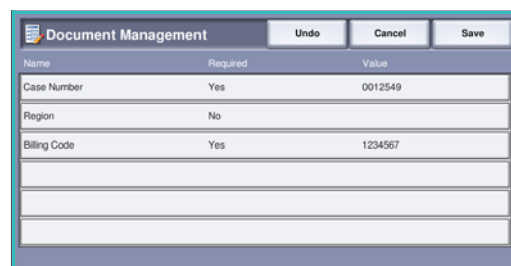 Document Management Undo Cancel Save
Name Required Value
Case Number Yes 0012549
Region No
Billing Code Yes 1234567